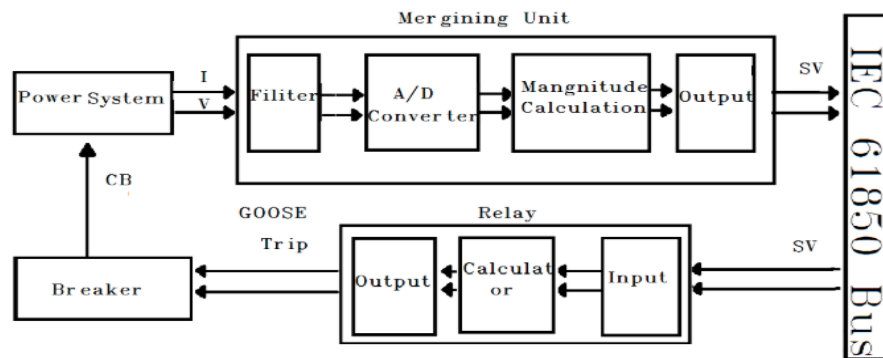 Mergining Unit
I
V
Power System
Filiter
A/D
Converter
Mangnitude
Calculation
Output
SV
IEC 61850 Bus
CB
GOOSE
Trip
Relay
SV
Breaker
Output
Calculat
or
Input